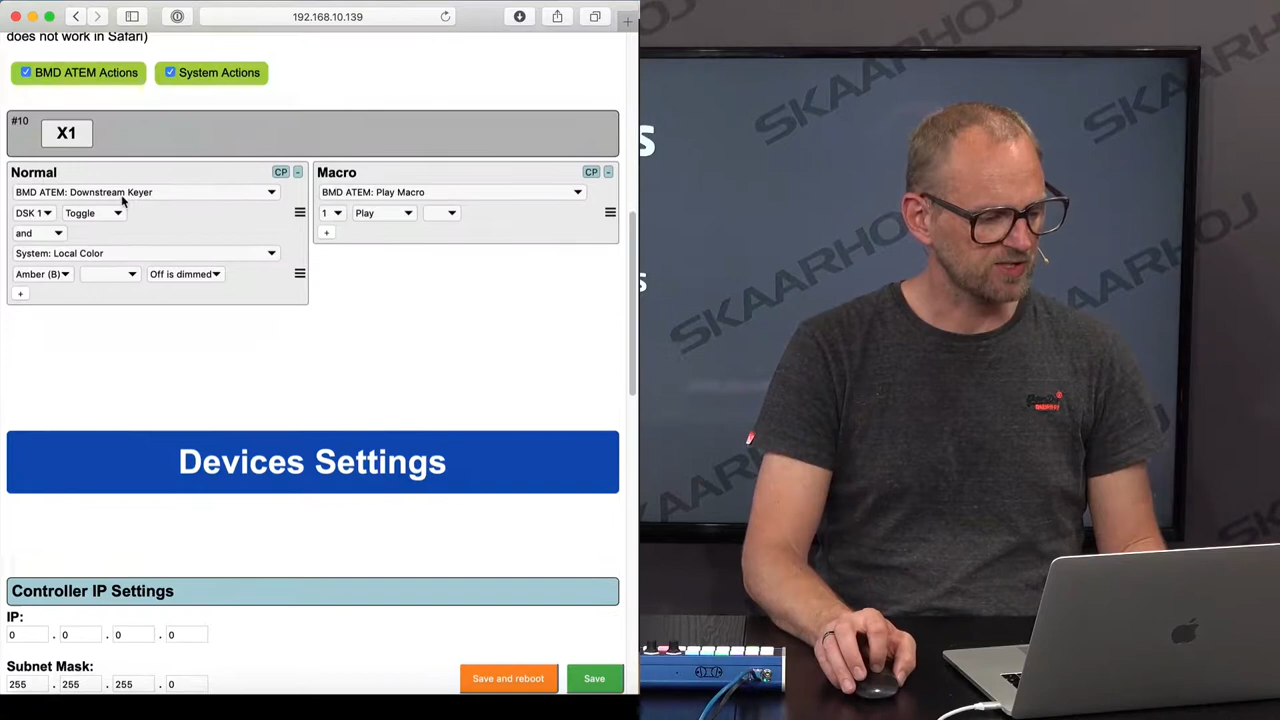 192.168.10.139
does not work in Safari)
BMD ATEM Actions
System Actions
#10
X1
Normal
CP
-
BMD ATEM: Downstream Keyer
DSK 1
Toggle
and
System: Local Color
Amber (B)
Off is dimmed
+
Macro
CP
-
BMD ATEM: Play Macro
1
Play
+
Devices Settings
Controller IP Settings
IP:
0 . 0 . 0 . 0
Subnet Mask:
255 . 255 . 255 . 0
Save and reboot
Save
SKAARHOJ
SKAARHOJ
SKAARHOJ
SKAARHOJ
s
s